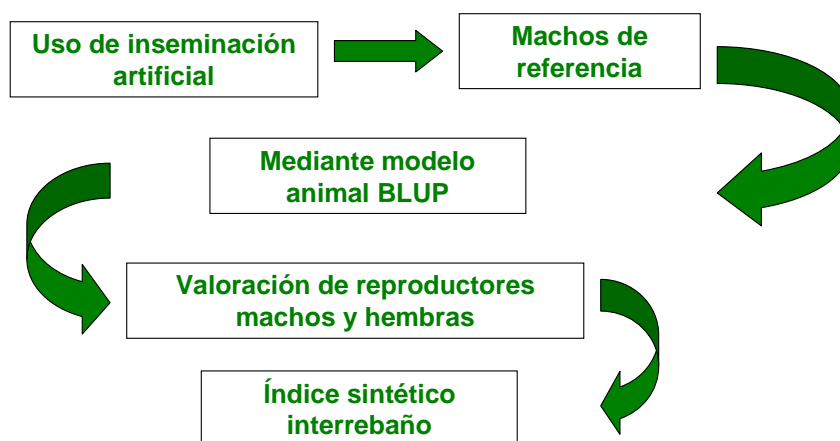 Uso de inseminación
artificial
Machos de
referencia
Mediante modelo
animal BLUP
Valoración de reproductores
machos y hembras
Índice sintético
interrebaño